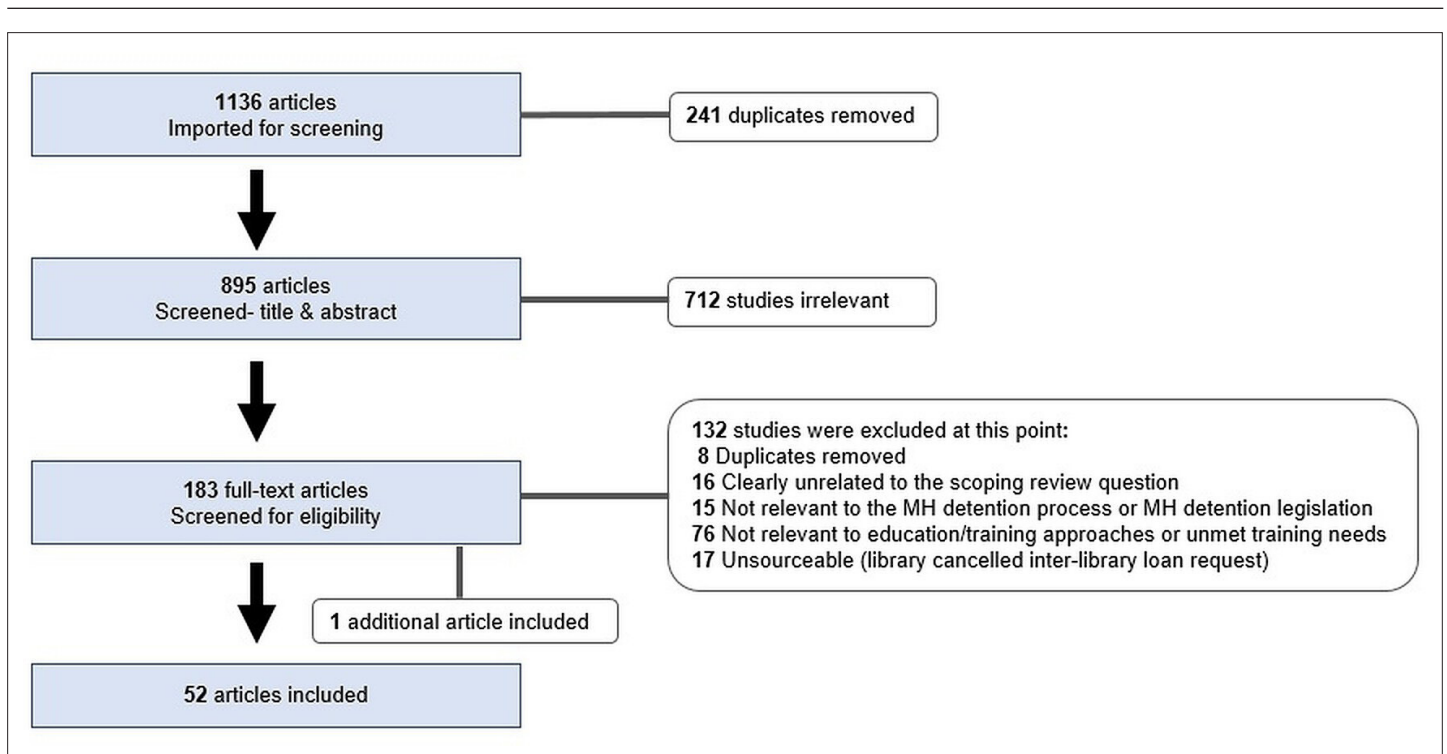 1136 articles
Imported for screening
241 duplicates removed
895 articles
Screened- title & abstract
712 studies irrelevant
183 full-text articles
Screened for eligibility
132 studies were excluded at this point:
8 Duplicates removed
16 Clearly unrelated to the scoping review question
15 Not relevant to the MH detention process or MH detention legislation
76 Not relevant to education/training approaches or unmet training needs
17 Unsourceable (library cancelled inter-library loan request)
1 additional article included
52 articles included